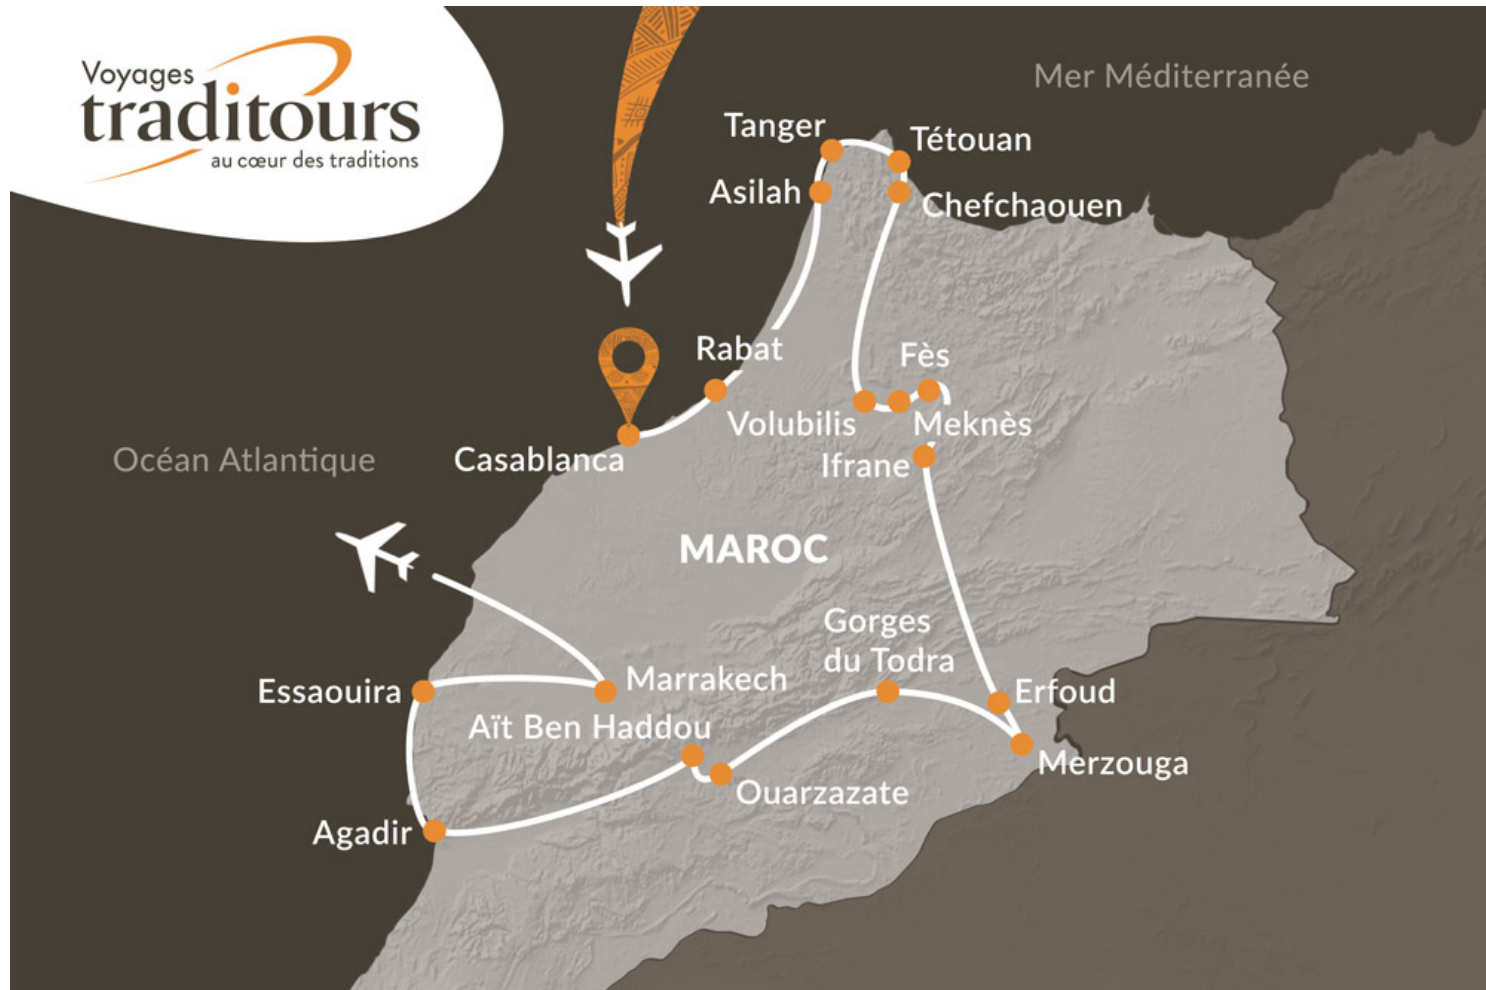 Voyages
traditours
au cœur des traditions
Mer Méditerranée
Tanger
Tétouan
Asilah
Chefchaouen
Rabat
Fès
Volubilis
Meknès
Casablanca
Ifrane
Océan Atlantique
MAROC
Gorges
du Todra
Essaouira
Marrakech
Erfoud
Aït Ben Haddou
Merzouga
Ouarzazate
Agadir